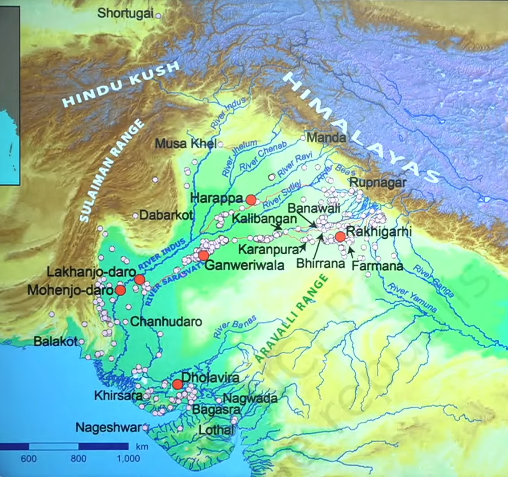 Shortugai
HINDU KUSH
HIMALAYAS
River Indus
Musa Khel
Manda
River Jhelum
River Chenab
River Ravi
River Beas
SULAIMAN RANGE
Rupnagar
River Sutlej
Harappa
Banawali
Dabarkot
Kalibangan
Rakhigarhi
RIVER INDUS
Karanpura
Ganweriwala
Bhirrana
Farmana
RIVER SARASVATI
Lakhanjo-daro
Mohenjo-daro
River Ganga
River Yamuna
ARAVALLI RANGE
Chanhudaro
River Banas
Balakot
Dholavira
Khirsara
Nagwada
Bagasra
Nageshwar
Lothal
km
600 800 1,000